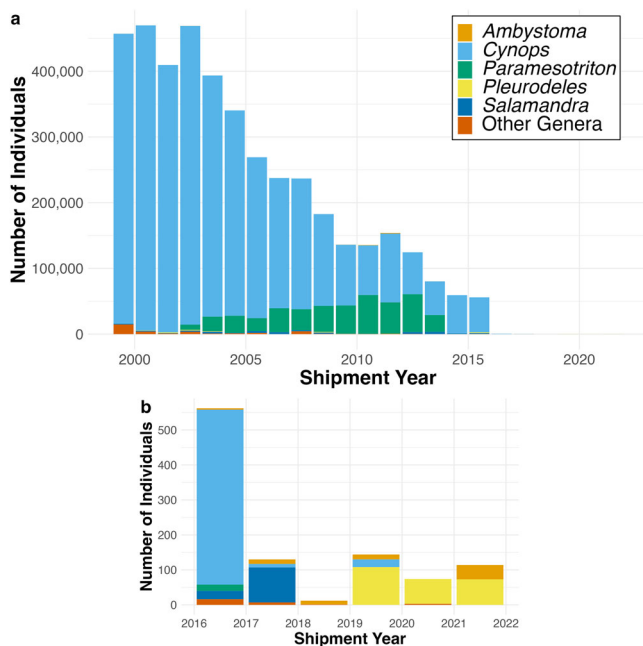 a
Number of Individuals
400,000
300,000
200,000
100,000
0
Ambystoma
Cynops
Paramesotriton
Pleurodeles
Salamandra
Other Genera
2000 2005 2010 2015 2020
Shipment Year
b
Number of Individuals
500
400
300
200
100
0
2016 2017 2018 2019 2020 2021 2022
Shipment Year